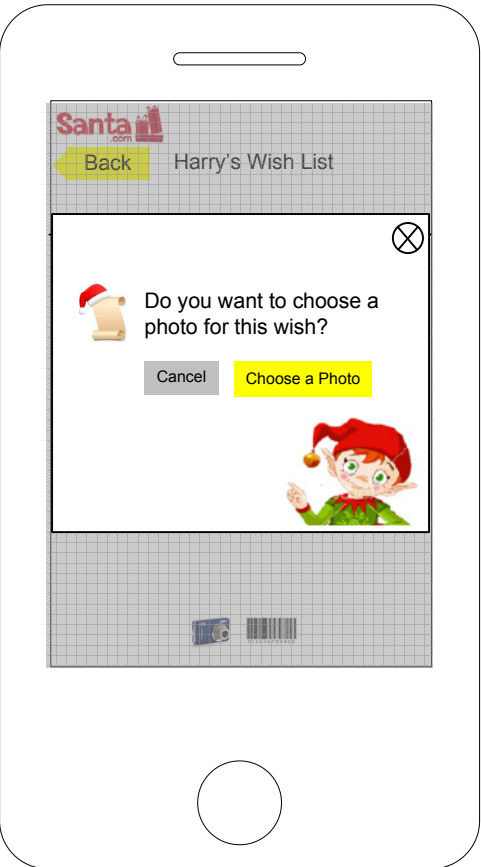 Santa
.com
Back
Harry's Wish List
Do you want to choose a
photo for this wish?
Cancel
Choose a Photo